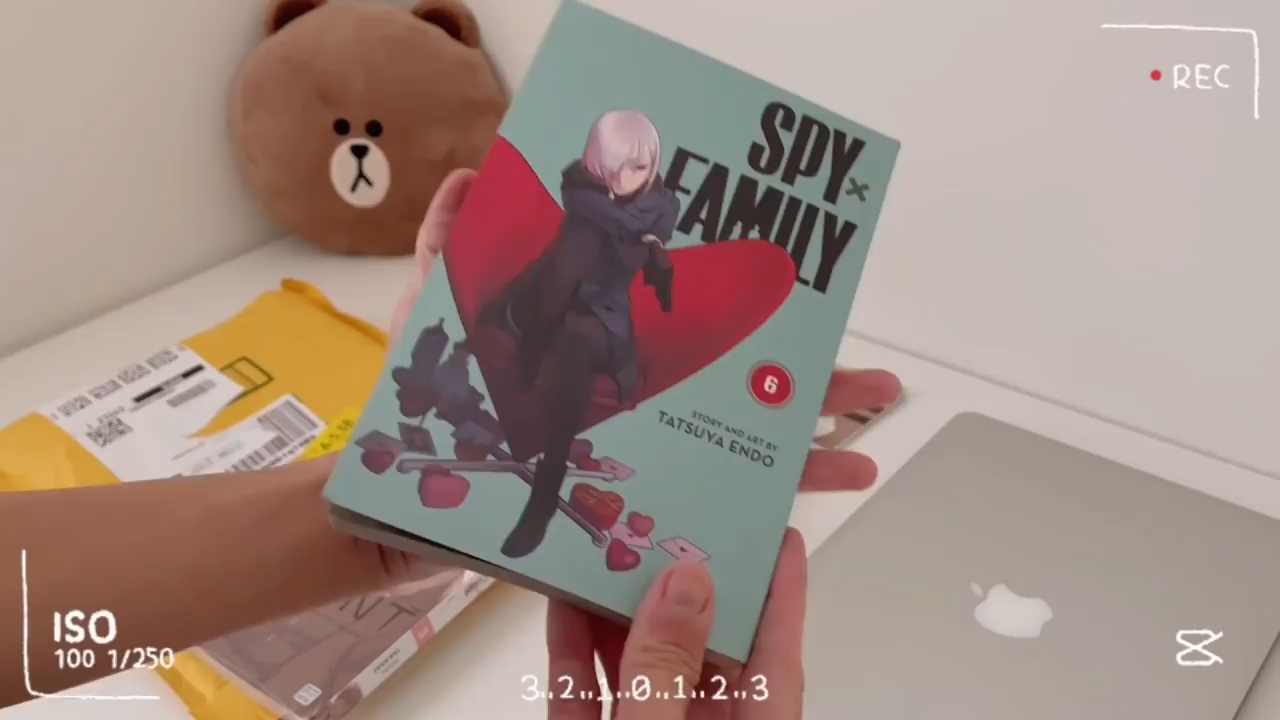 REC
SPY×
FAMILY
6
STORY AND ART BY
TATSUYA ENDO
NT
ISO
100 1/250
3..2..1..0..1..2..3